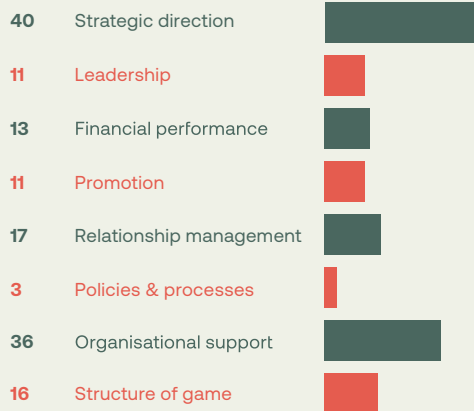 40 Strategic direction
11 Leadership
13 Financial performance
11 Promotion
17 Relationship management
3 Policies & processes
36 Organisational support
16 Structure of game